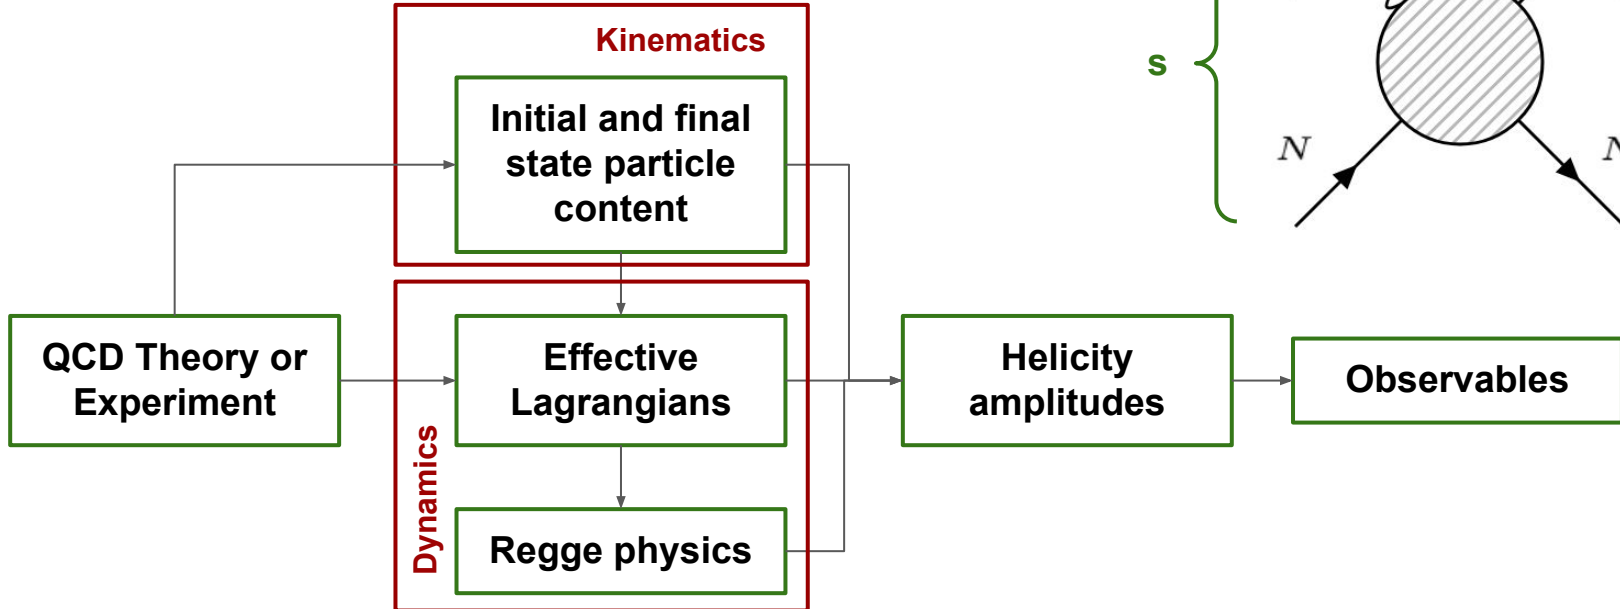 Kinematics
Initial and final
state particle
content
s
N
N
QCD Theory or
Experiment
Effective
Lagrangians
Helicity
amplitudes
Observables
Dynamics
Regge physics